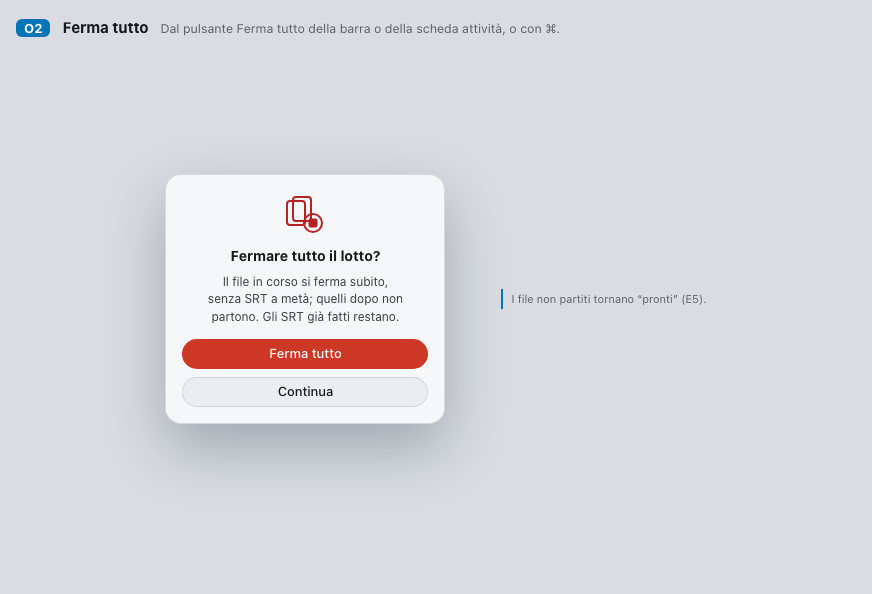 O2 Ferma tutto Dal pulsante Ferma tutto della barra o della scheda attività, o con ⌘.
Fermare tutto il lotto?
Il file in corso si ferma subito,
senza SRT a metà; quelli dopo non
partono. Gli SRT già fatti restano.
Ferma tutto
Continua
I file non partiti tornano “pronti” (E5).